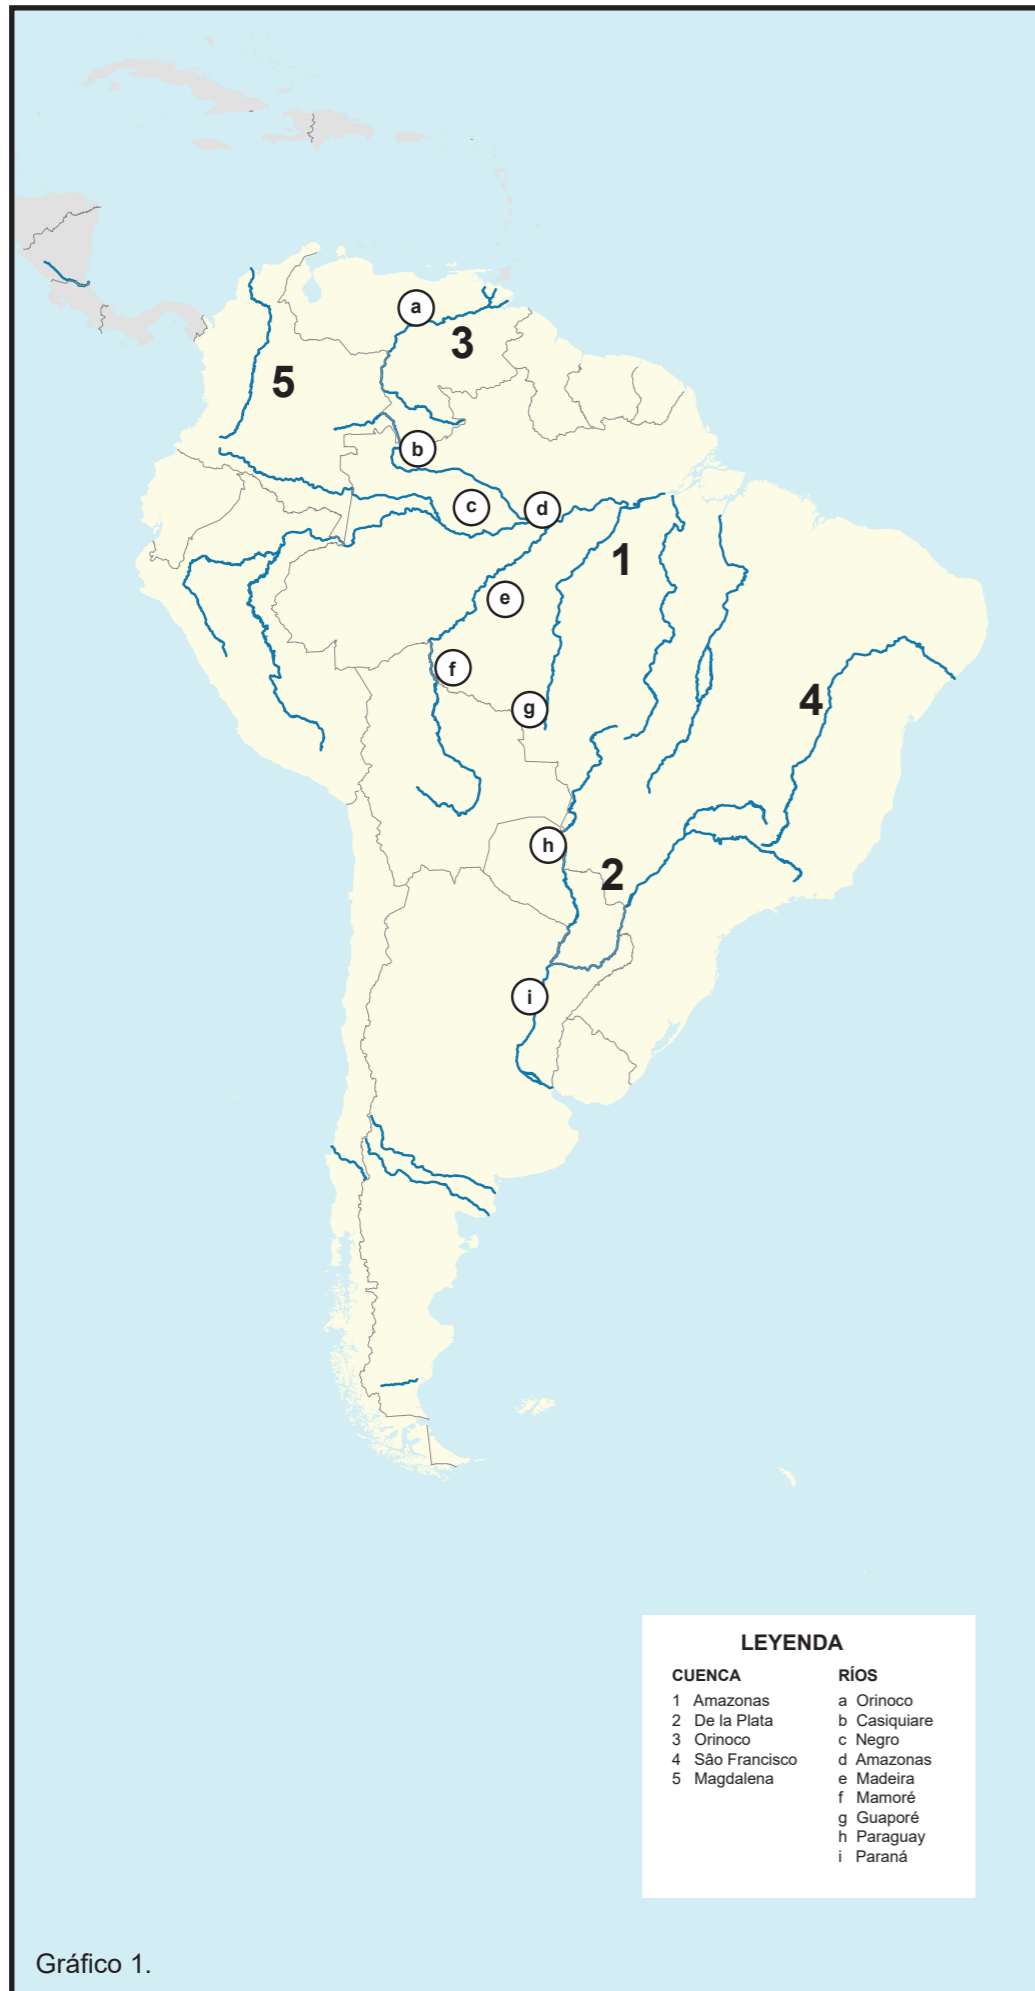 a
3
5
b
c
d
1
e
f
g
4
h
2
i
LEYENDA
CUENCA
1 Amazonas
2 De la Plata
3 Orinoco
4 Sâo Francisco
5 Magdalena
RÍOS
a Orinoco
b Casiquiare
c Negro
d Amazonas
e Madeira
f Mamoré
g Guaporé
h Paraguay
i Paraná
Gráfico 1.